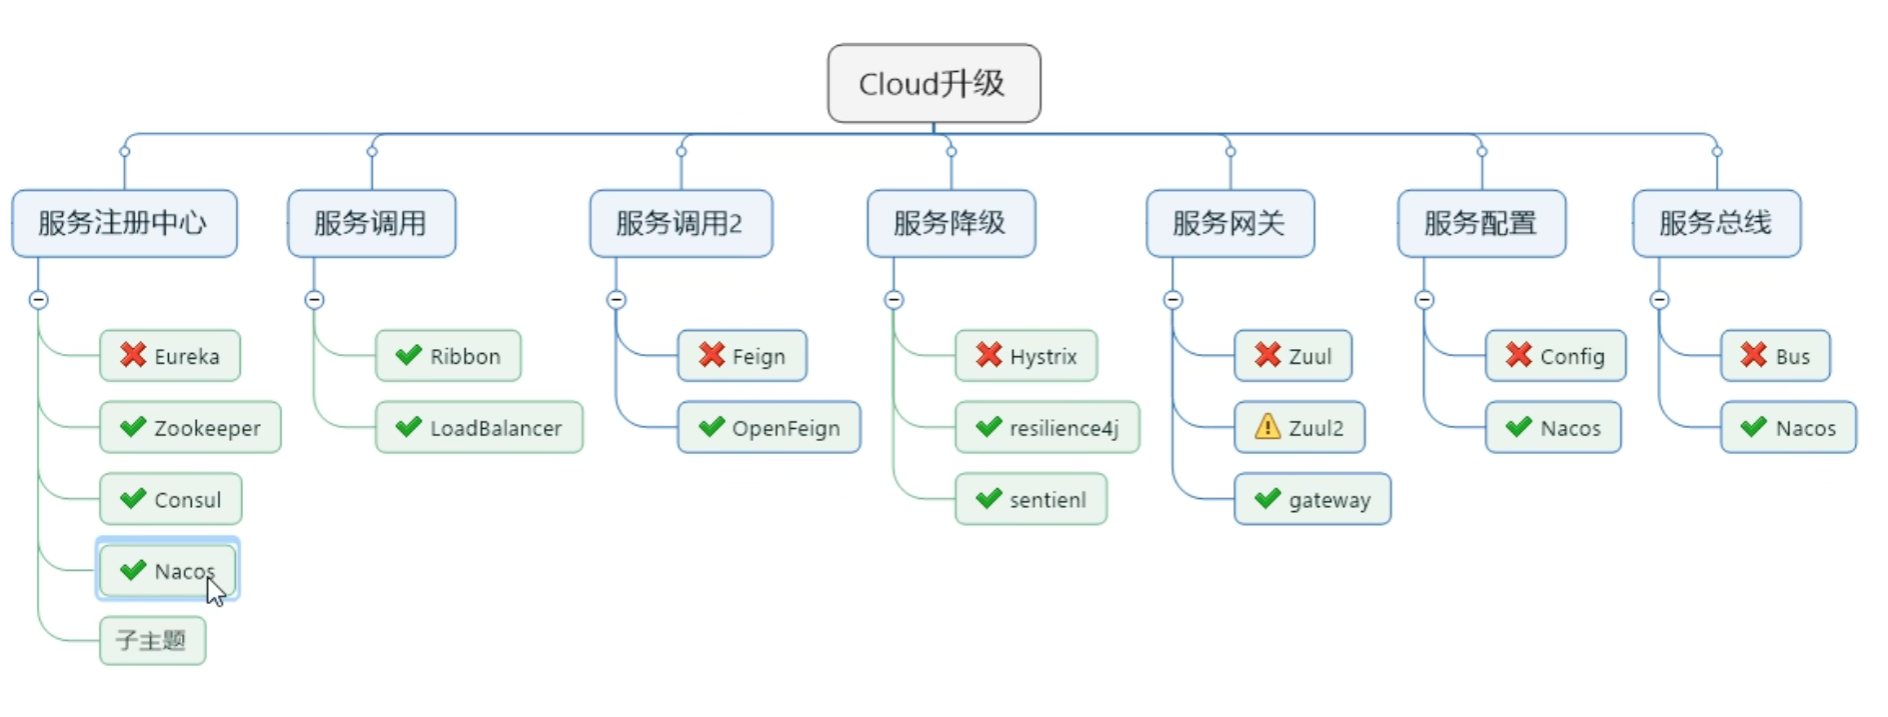 Cloud升级
服务注册中心
服务调用
服务调用2
服务降级
服务网关
服务配置
服务总线
Eureka
Zookeeper
Consul
Nacos
子主题
Ribbon
LoadBalancer
Feign
OpenFeign
Hystrix
resilience4j
sentienl
Zuul
Zuul2
gateway
Config
Nacos
Bus
Nacos